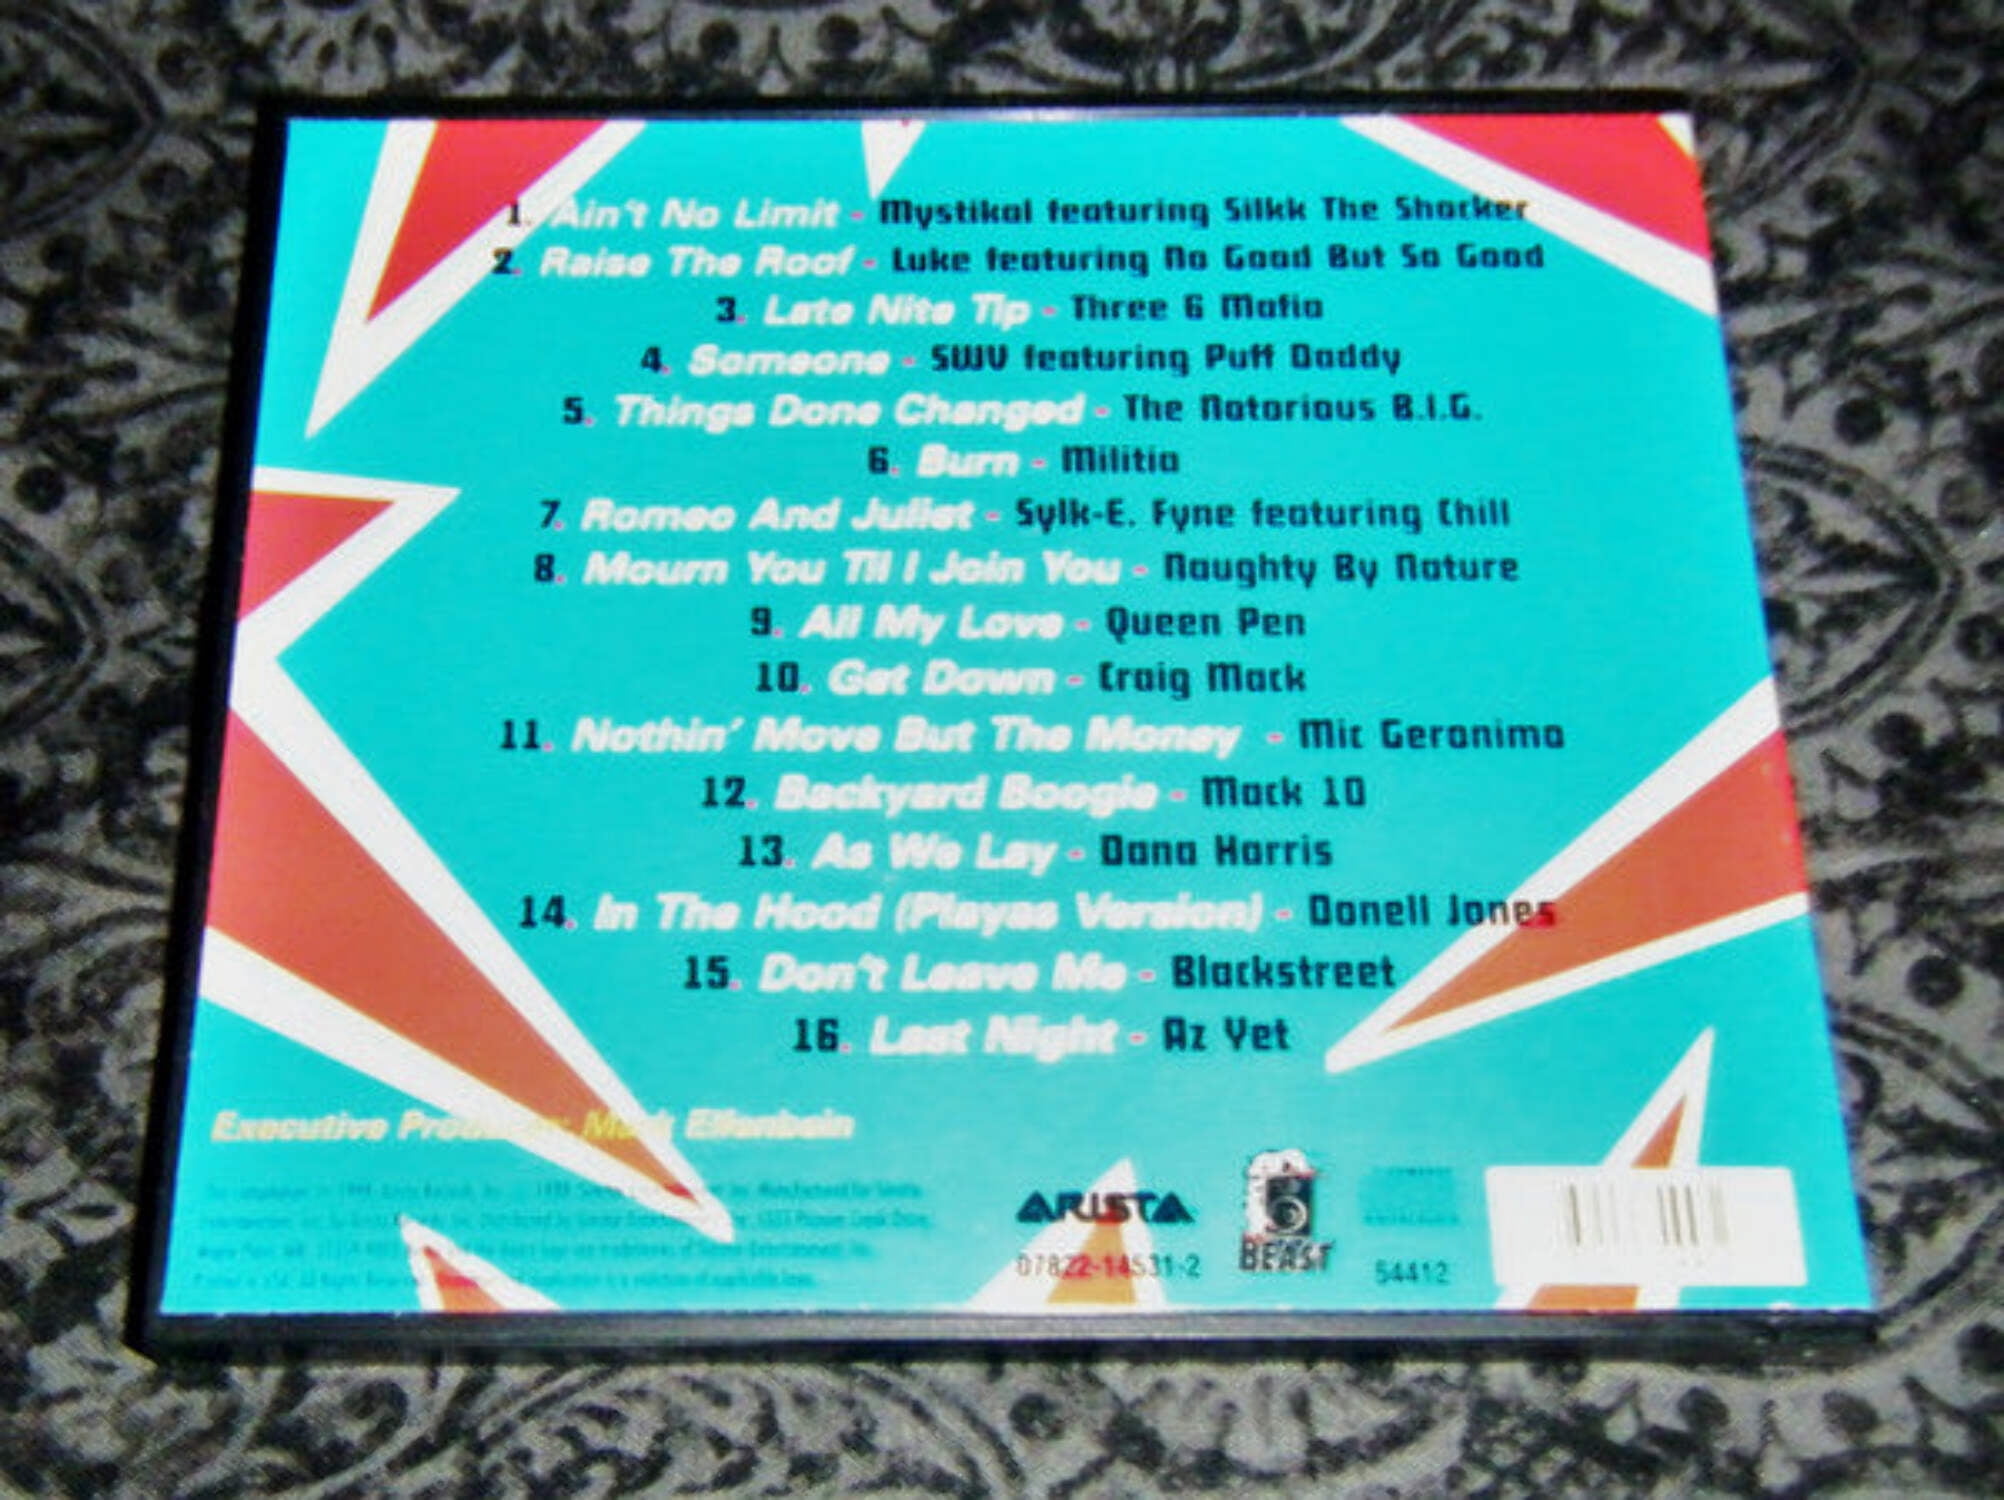 1. Ain't No Limit - Mystikal featuring Silkk The Shocker
2. Raise The Roof - Luke featuring No Good But So Good
3. Late Nite Tip - Three 6 Mafia
4. Someone - SWV featuring Puff Daddy
5. Things Done Changed - The Notorious B.I.G.
6. Burn - Militia
7. Romeo And Juliet - Sylk-E. Fyne featuring Chill
8. Mourn You Til I Join You - Naughty By Nature
9. All My Love - Queen Pen
10. Get Down - Craig Mack
11. Nothin' Move But The Money - Mic Geronimo
12. Backyard Boogie - Mack 10
13. As We Lay - Dana Harris
14. In The Hood (Playas Version) - Donell Jones
15. Don't Leave Me - Blackstreet
16. Last Night - Az Yet
Executive Producer: Mark Elfenbein
ARISTA
07822-14531-2
BEAST
54412